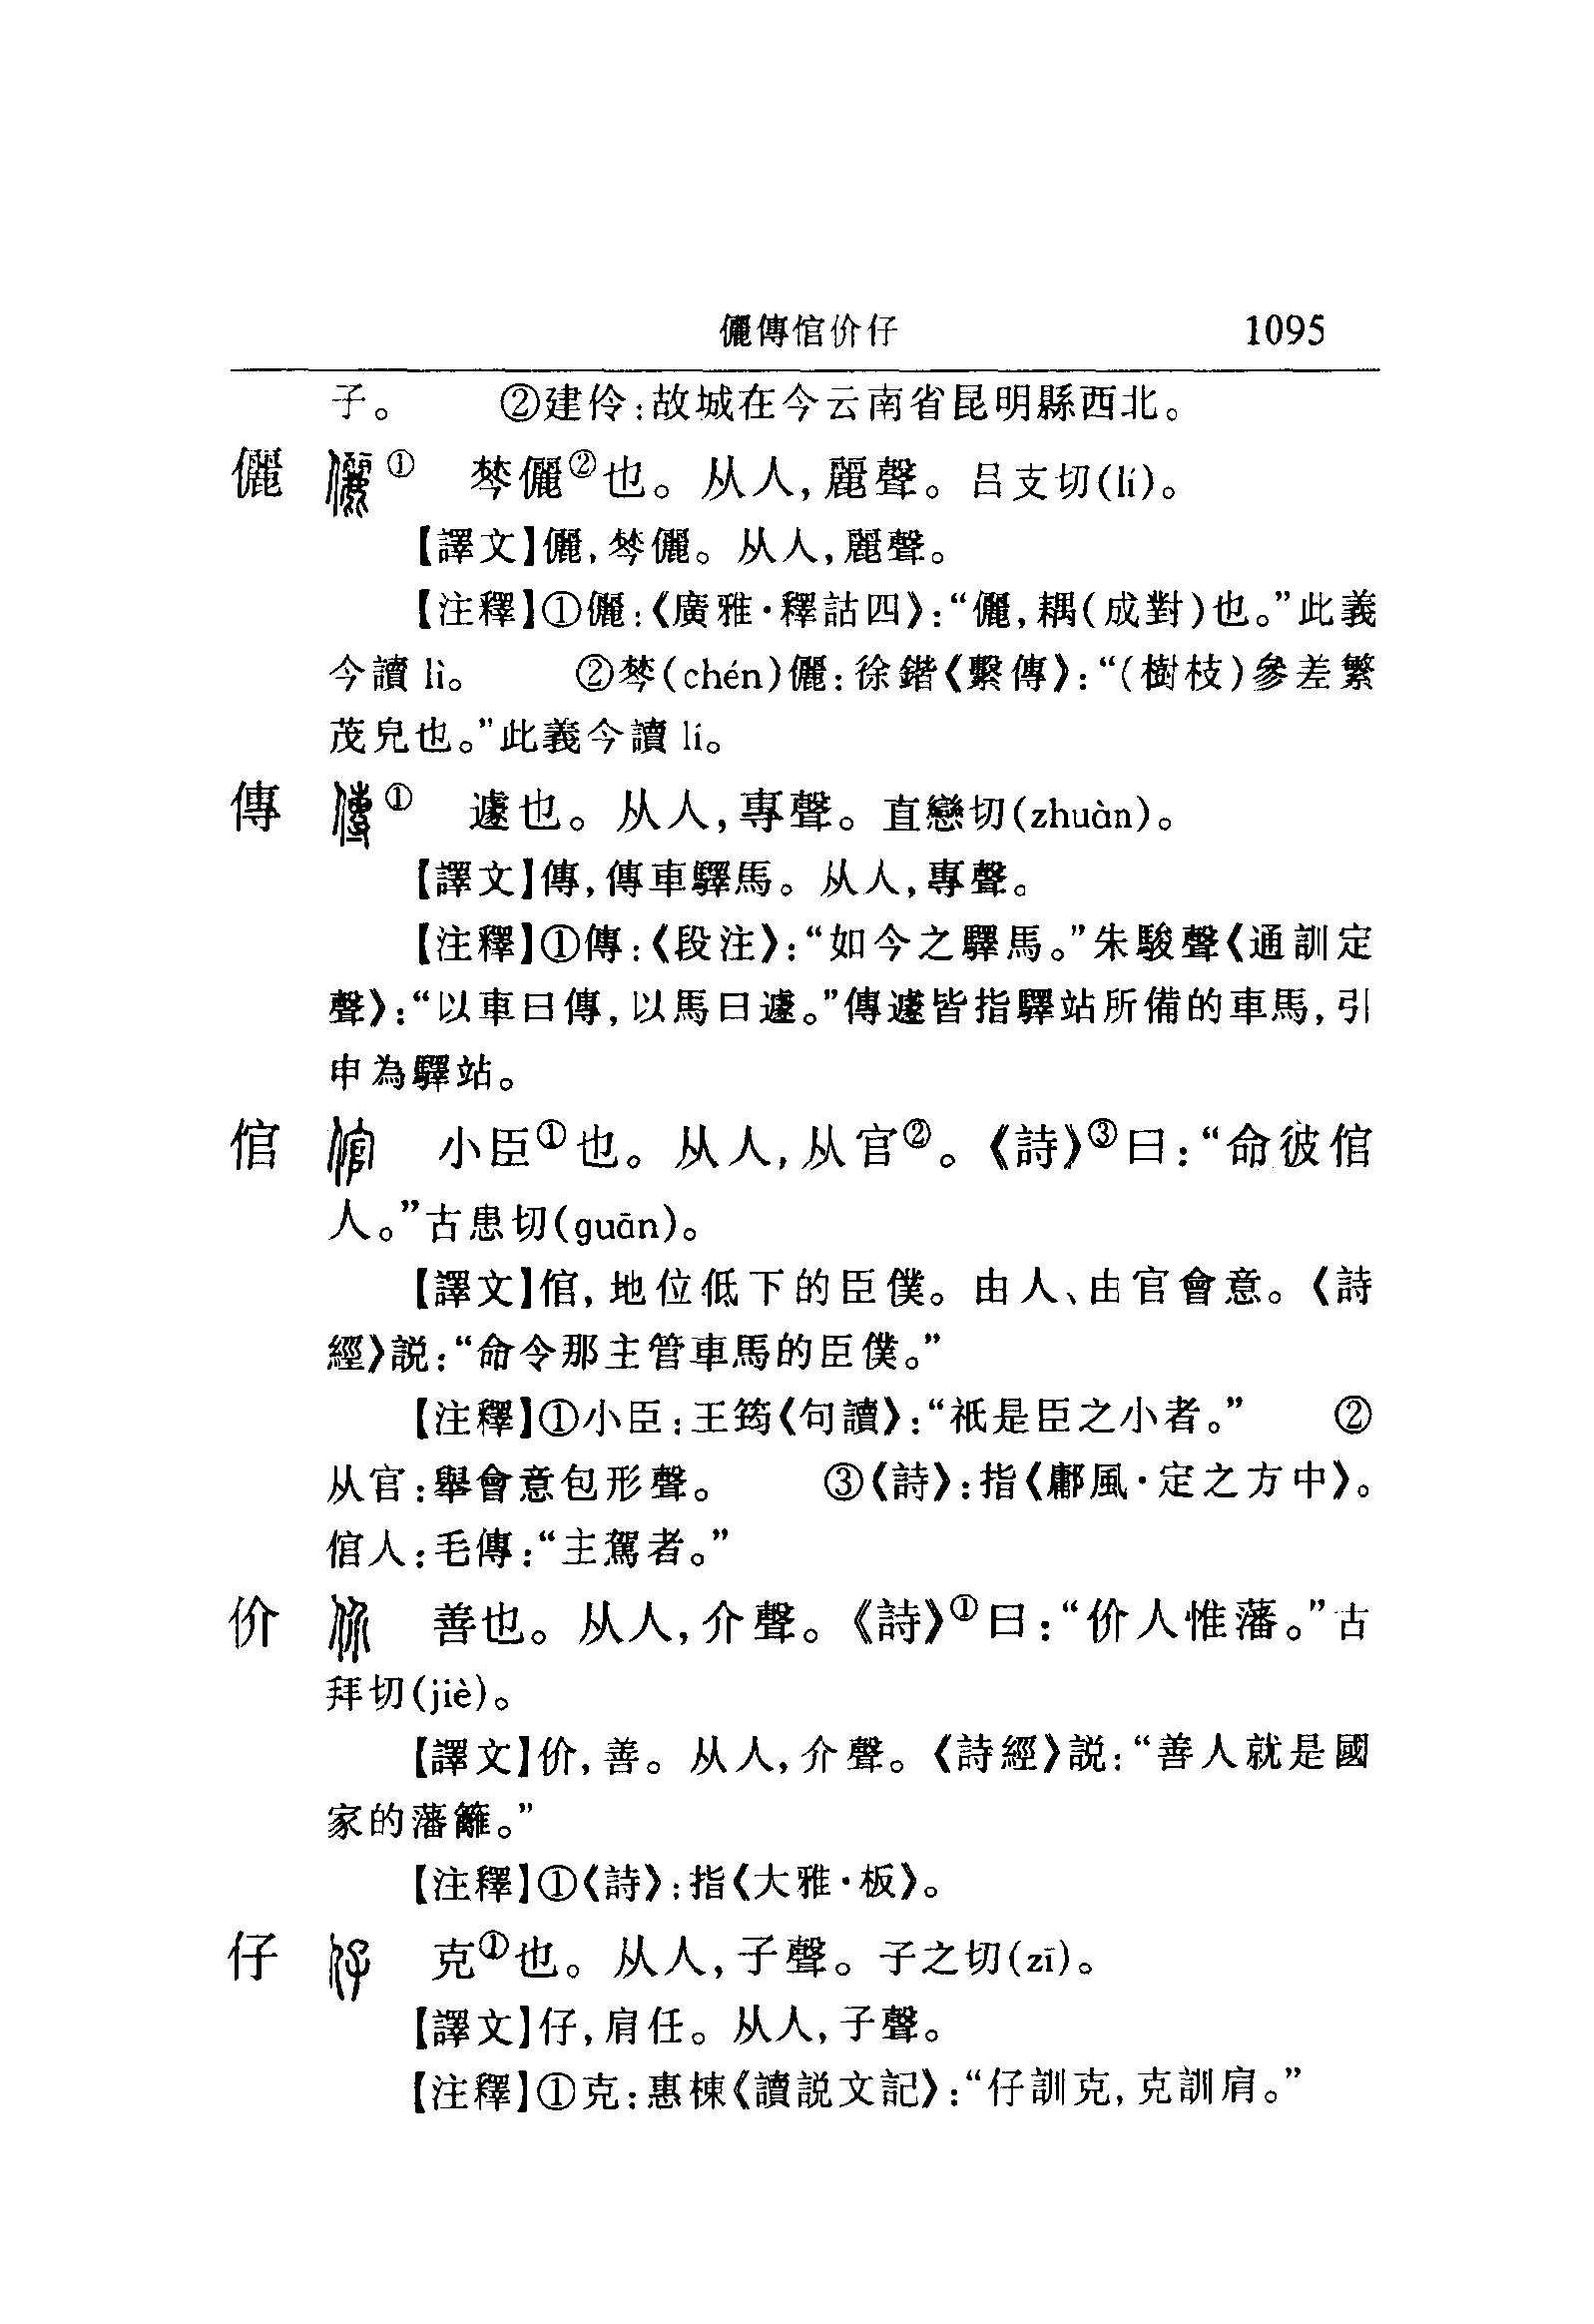 儷傳倌价仔 1095
子。 ②建伶:故城在今云南省昆明縣西北。
儷 ① 棽儷②也。从人,麗聲。吕支切(lí)。
【譯文】儷,棽儷。从人,麗聲。
【注釋】①儷:《廣雅·釋詁四》:“儷,耦(成對)也。”此義
今讀 lì。 ②棽(chén)儷:徐鍇《繫傳》:“(樹枝)參差繁
茂皃也。”此義今讀 lí。
傳 ① 遽也。从人,專聲。直戀切(zhuàn)。
【譯文】傳,傳車驛馬。从人,專聲。
【注釋】①傳:《段注》:“如今之驛馬。”朱駿聲《通訓定
聲》:“以車曰傳,以馬曰遽。”傳遽皆指驛站所備的車馬,引
申為驛站。
倌 小臣①也。从人,从官②。《詩》③曰:“命彼倌
人。”古患切(guān)。
【譯文】倌,地位低下的臣僕。由人、由官會意。《詩
經》説:“命令那主管車馬的臣僕。”
【注釋】①小臣:王筠《句讀》:“祇是臣之小者。” ②
从官:舉會意包形聲。 ③《詩》:指《鄘風·定之方中》。
倌人:毛傳:“主駕者。”
价 善也。从人,介聲。《詩》①曰:“价人惟藩。”古
拜切(jiè)。
【譯文】价,善。从人,介聲。《詩經》説:“善人就是國
家的藩籬。”
【注釋】①《詩》:指《大雅·板》。
仔 克①也。从人,子聲。子之切(zī)。
【譯文】仔,肩任。从人,子聲。
【注釋】①克:惠棟《讀説文記》:“仔訓克,克訓肩。”